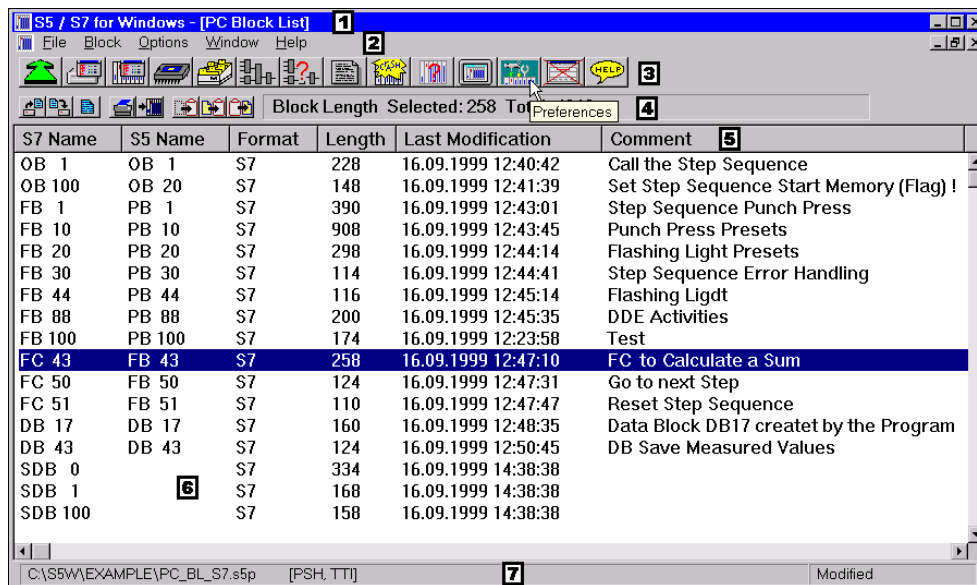 S5 / S7 for Windows - [PC Block List] 1
File Block Options Window Help 2
CRASH HELP 3
Block Length Selected: 258 4
Preferences
S7 Name S5 Name Format Length Last Modification Comment 5
OB 1 OB 1 S7 228 16.09.1999 12:40:42 Call the Step Sequence
OB 100 OB 20 S7 148 16.09.1999 12:41:39 Set Step Sequence Start Memory (Flag) !
FB 1 PB 1 S7 390 16.09.1999 12:43:01 Step Sequence Punch Press
FB 10 PB 10 S7 908 16.09.1999 12:43:45 Punch Press Presets
FB 20 PB 20 S7 298 16.09.1999 12:44:14 Flashing Light Presets
FB 30 PB 30 S7 114 16.09.1999 12:44:41 Step Sequence Error Handling
FB 44 PB 44 S7 116 16.09.1999 12:45:14 Flashing Ligdt
FB 88 PB 88 S7 200 16.09.1999 12:45:35 DDE Activities
FB 100 PB 100 S7 174 16.09.1999 12:23:58 Test
FC 43 FB 43 S7 258 16.09.1999 12:47:10 FC to Calculate a Sum
FC 50 FB 50 S7 124 16.09.1999 12:47:31 Go to next Step
FC 51 FB 51 S7 110 16.09.1999 12:47:47 Reset Step Sequence
DB 17 DB 17 S7 160 16.09.1999 12:48:35 Data Block DB17 createt by the Program
DB 43 DB 43 S7 124 16.09.1999 12:50:45 DB Save Measured Values
SDB 0 S7 334 16.09.1999 14:38:38
SDB 1 6 S7 168 16.09.1999 14:38:38
SDB 100 S7 158 16.09.1999 14:38:38
C:\S5W\EXAMPLE\PC_BL_S7.s5p [PSH, TTI] 7 Modified